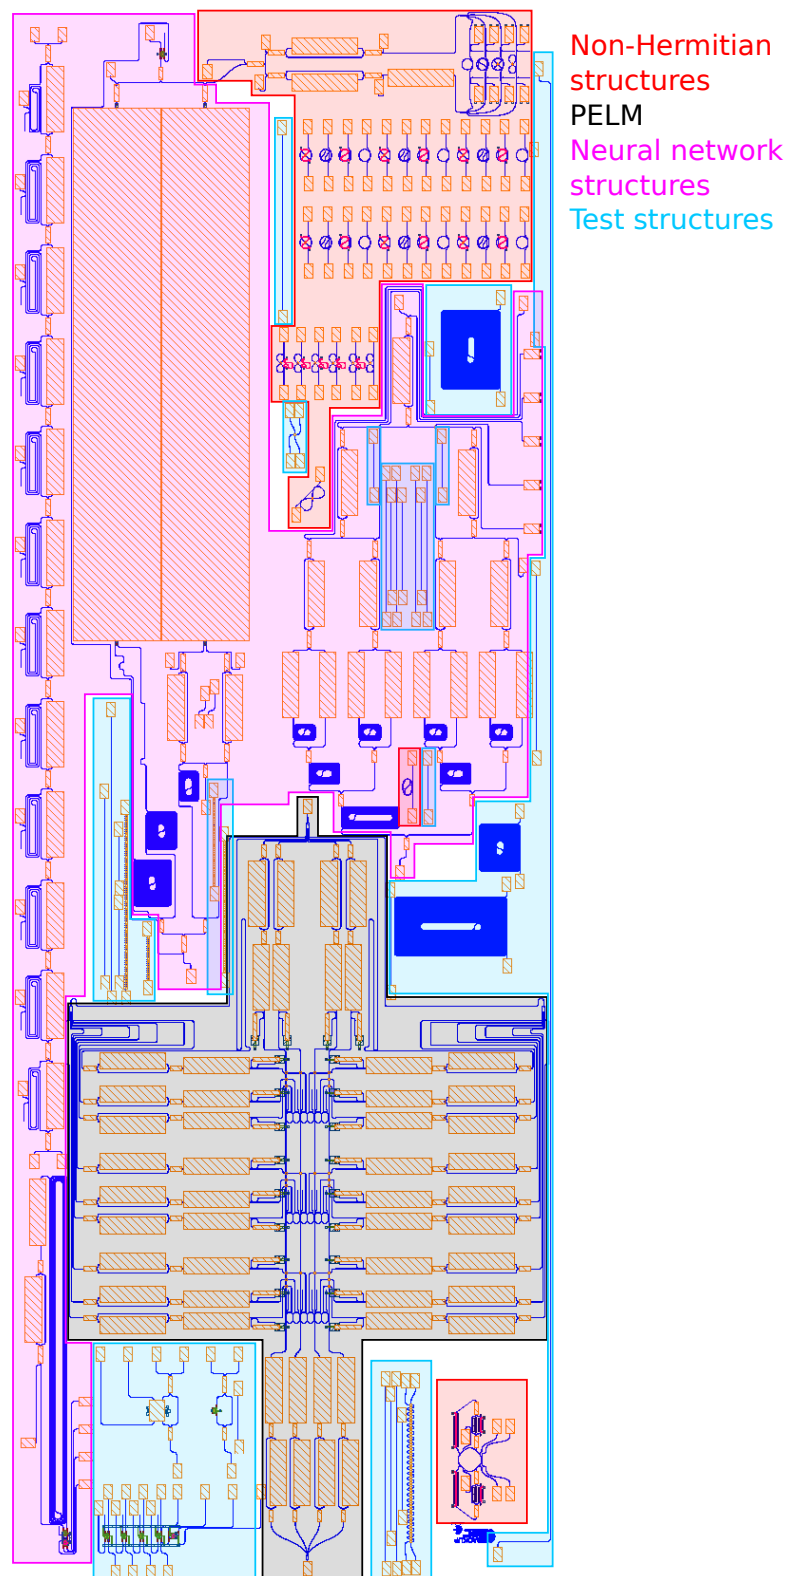 Non-Hermitian
structures
PELM
Neural network
structures
Test structures